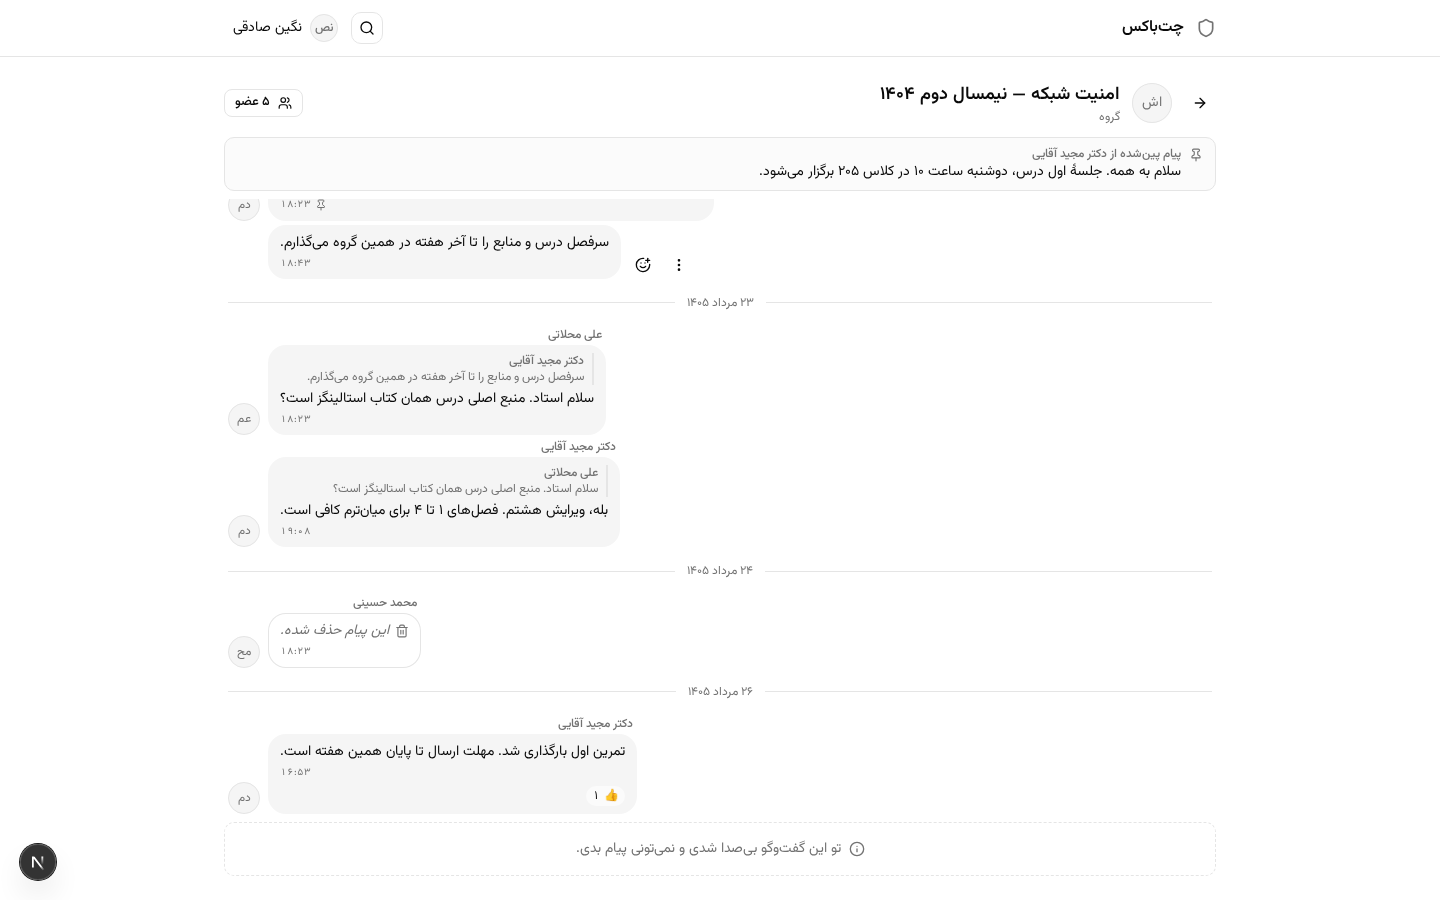 چت‌باکس
نص نگین صادقی
اش
امنیت شبکه – نیمسال دوم ۱۴۰۴
گروه
۵ عضو
پیام پین‌شده از دکتر مجید آقایی
سلام به همه. جلسهٔ اول درس، دوشنبه ساعت ۱۰ در کلاس ۲۰۵ برگزار می‌شود.
۱۸:۲۳
دم
سرفصل درس و منابع را تا آخر هفته در همین گروه می‌گذارم.
۱۸:۴۳
۲۳ مرداد ۱۴۰۵
علی محلاتی
دکتر مجید آقایی
سرفصل درس و منابع را تا آخر هفته در همین گروه می‌گذارم.
سلام استاد. منبع اصلی درس همان کتاب استالینگز است؟
۱۸:۲۳
عم
دکتر مجید آقایی
علی محلاتی
سلام استاد. منبع اصلی درس همان کتاب استالینگز است؟
بله، ویرایش هشتم. فصل‌های ۱ تا ۴ برای میان‌ترم کافی است.
۱۹:۰۸
دم
۲۴ مرداد ۱۴۰۵
محمد حسینی
این پیام حذف شده.
۱۸:۲۳
مح
۲۶ مرداد ۱۴۰۵
دکتر مجید آقایی
تمرین اول بارگذاری شد. مهلت ارسال تا پایان همین هفته است.
۱۶:۵۳
👍 ۱
دم
تو این گفت‌وگو بی‌صدا شدی و نمی‌تونی پیام بدی.
N